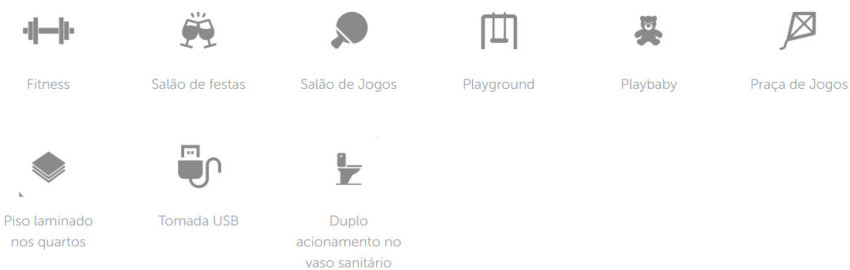 Fitness
Salão de festas
Salão de Jogos
Playground
Playbaby
Praça de Jogos
Piso laminado
nos quartos
Tomada USB
Duplo
acionamento no
vaso sanitário